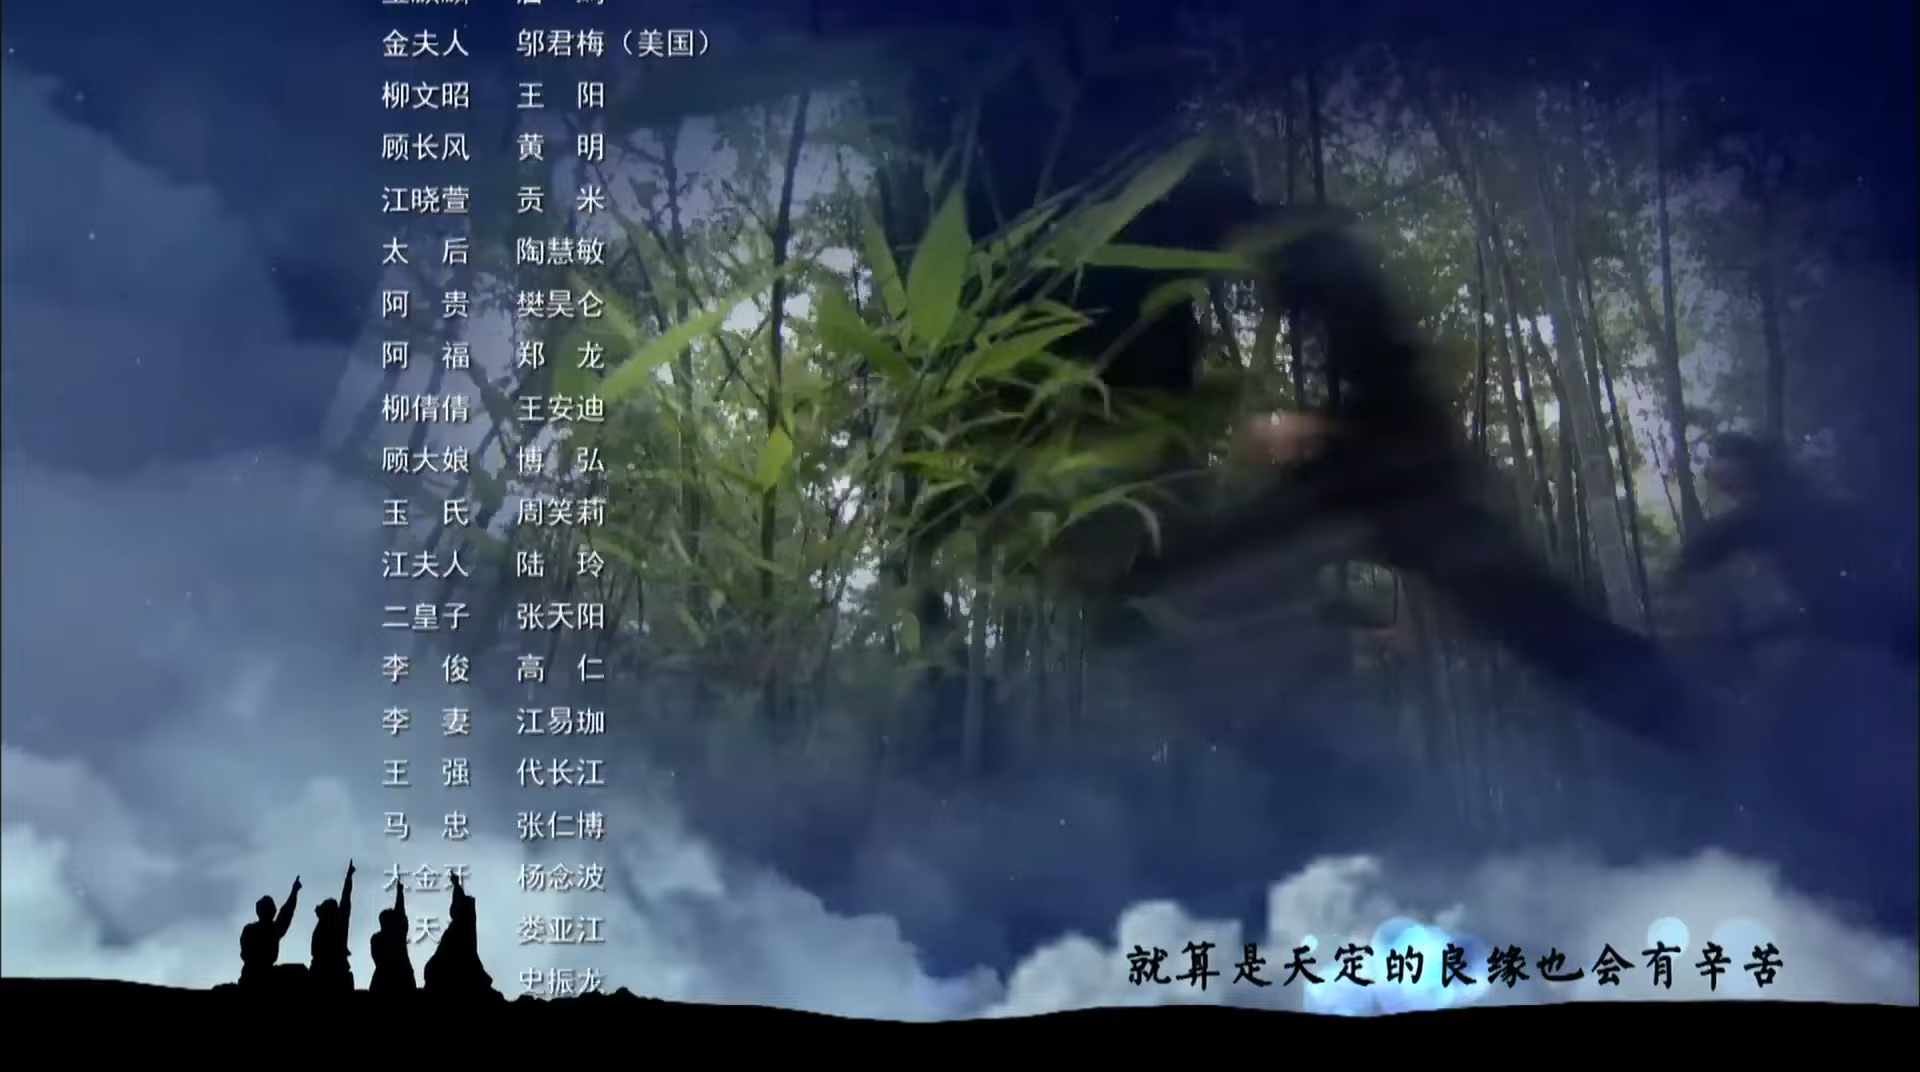 金夫人 邬君梅（美国）
柳文昭 王 阳
顾长风 黄 明
江晓萱 贡 米
太 后 陶慧敏
阿 贵 樊昊仑
阿 福 郑 龙
柳倩倩 王安迪
顾大娘 博 弘
玉 氏 周笑莉
江夫人 陆 玲
二皇子 张天阳
李 俊 高 仁
李 妻 江易珈
王 强 代长江
马 忠 张仁博
大金牙 杨念波
天 娄亚江
史振龙
就算是天定的良缘也会有辛苦